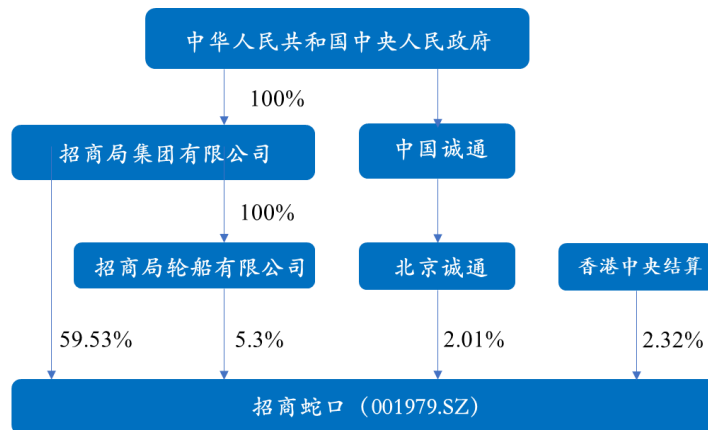 中华人民共和国中央人民政府
100%
招商局集团有限公司
中国诚通
100%
招商局轮船有限公司
北京诚通
香港中央结算
59.53%
5.3%
2.01%
2.32%
招商蛇口（001979.SZ）